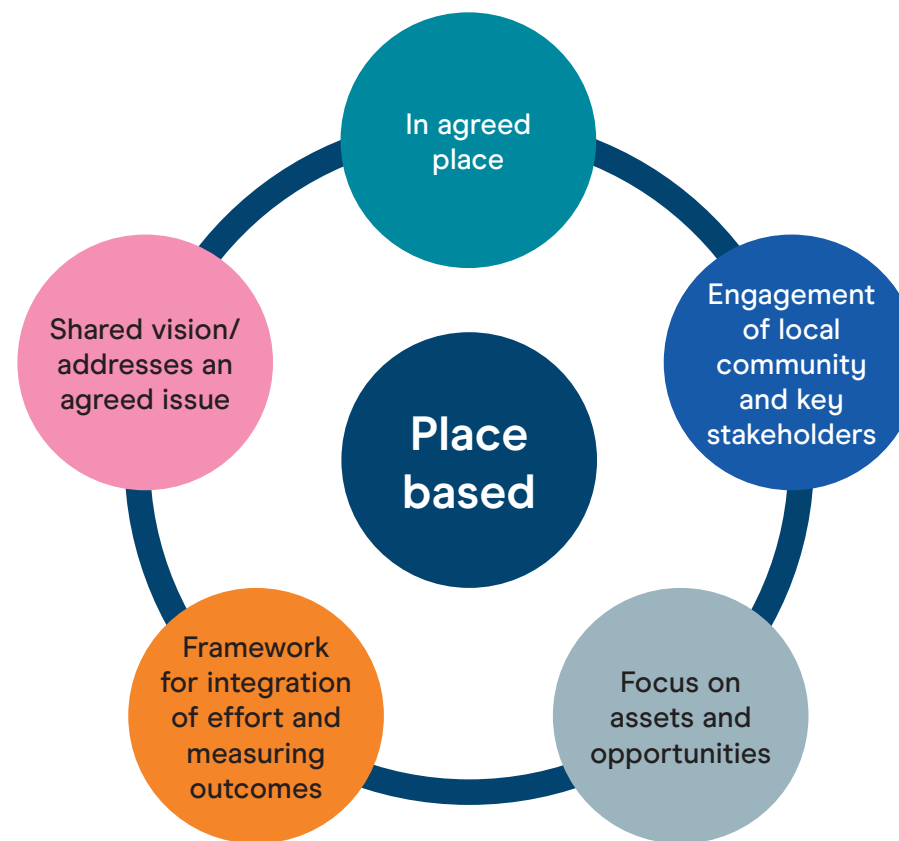 In agreed
place
Engagement
of local
community
and key
stakeholders
Shared vision/
addresses an
agreed issue
Place
based
Framework
for integration
of effort and
measuring
outcomes
Focus on
assets and
opportunities